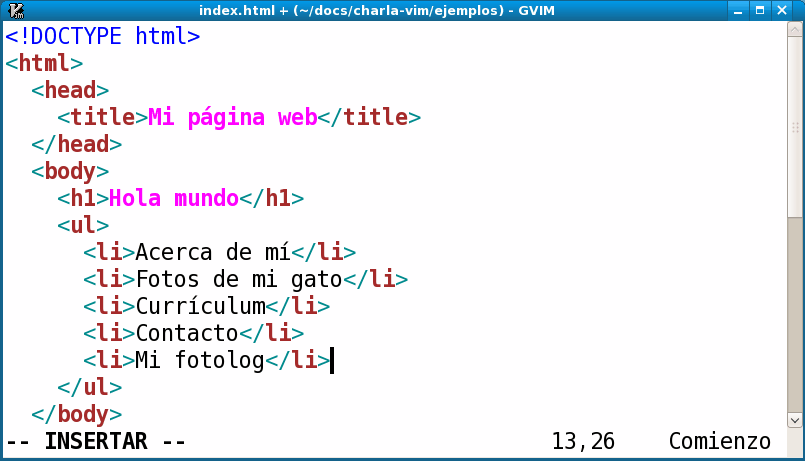 index.html + (~/docs/charla-vim/ejemplos) - GVIM
<!DOCTYPE html>
<html>
  <head>
    <title>Mi página web</title>
  </head>
  <body>
    <h1>Hola mundo</h1>
    <ul>
      <li>Acerca de mí</li>
      <li>Fotos de mi gato</li>
      <li>Currículum</li>
      <li>Contacto</li>
      <li>Mi fotolog</li>
    </ul>
  </body>
-- INSERTAR -- 13,26 Comienzo